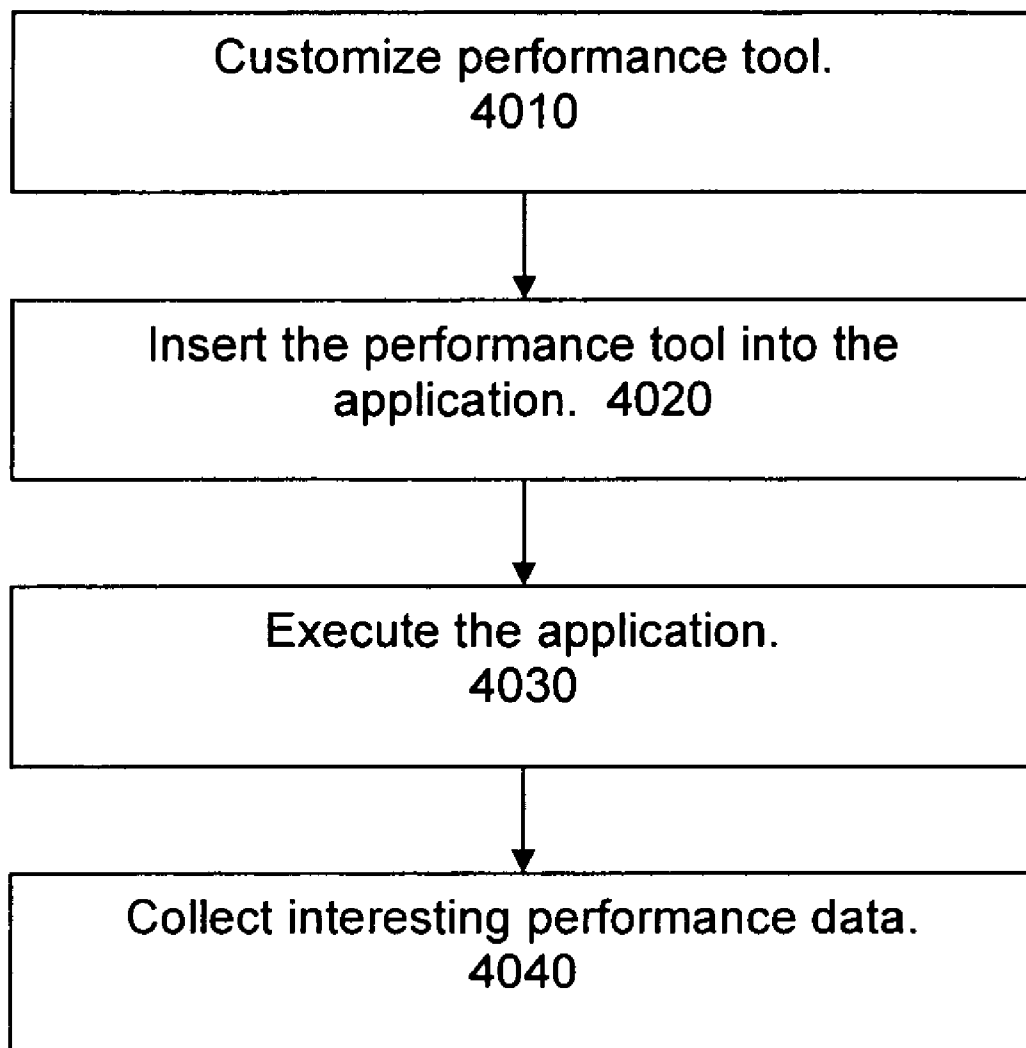 Customize performance tool.
4010
Insert the performance tool into the
application. 4020
Execute the application.
4030
Collect interesting performance data.
4040